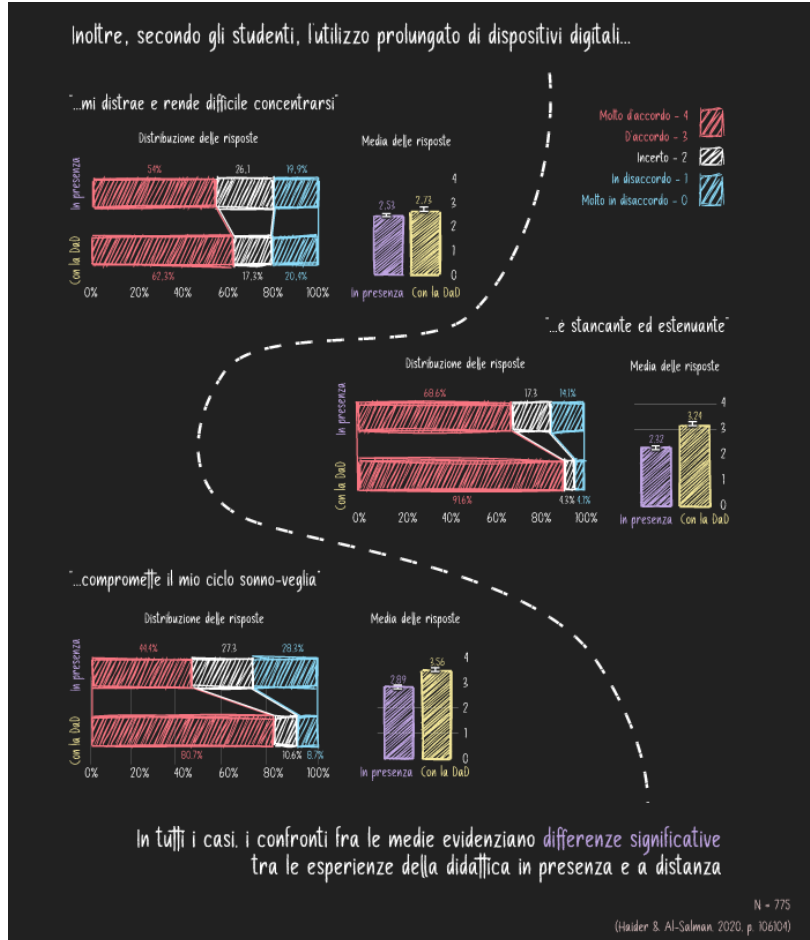 Inoltre, secondo gli studenti, l'utilizzo prolungato di dispositivi digitali...
"...mi distrae e rende difficile concentrarsi"
Distribuzione delle risposte
Media delle risposte
Molto d'accordo - 4
D'accordo - 3
Incerto - 2
In disaccordo - 1
Molto in disaccordo - 0
In presenza
54% 26,1 19,9%
Con la DaD
62,3% 17,3% 20,4%
0% 20% 40% 60% 80% 100%
4
3
2
1
0
2,53 2,73
In presenza Con la DaD
"...è stancante ed estenuante"
Distribuzione delle risposte
Media delle risposte
In presenza
68.6% 17.3 14.1%
Con la DaD
91.6% 4.3% 4.1%
0% 20% 40% 60% 80% 100%
4
3
2
1
0
2.32 3.24
In presenza Con la DaD
"...compromette il mio ciclo sonno-veglia"
Distribuzione delle risposte
Media delle risposte
In presenza
44.4% 27.3 28.3%
Con la DaD
80.7% 10.6% 8.7%
0% 20% 40% 60% 80% 100%
4
3
2
1
0
2.89 3.56
In presenza Con la DaD
In tutti i casi, i confronti fra le medie evidenziano differenze significative
tra le esperienze della didattica in presenza e a distanza
N = 775
(Haider & Al-Salman, 2020, p. 106104)